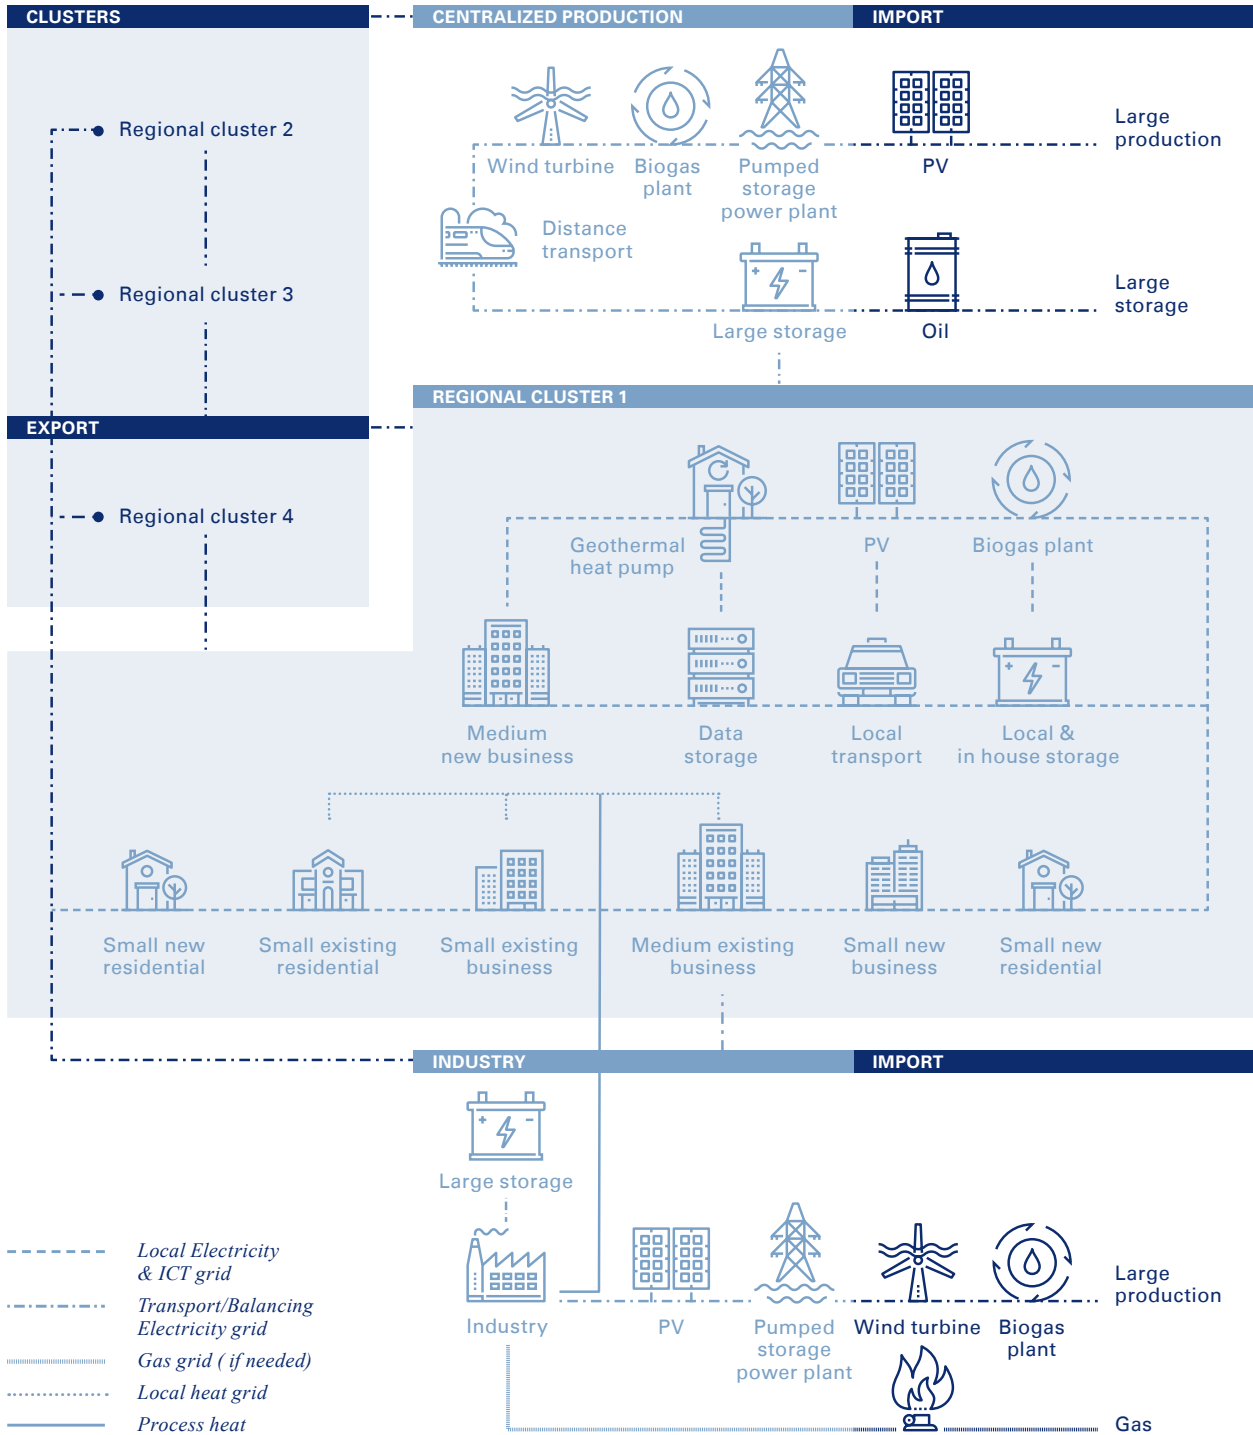 CLUSTERS
CENTRALIZED PRODUCTION
IMPORT
Regional cluster 2
Regional cluster 3
Wind turbine
Biogas
plant
Pumped
storage
power plant
PV
Large
production
Distance
transport
Large storage
Oil
Large
storage
EXPORT
Regional cluster 4
REGIONAL CLUSTER 1
Geothermal
heat pump
PV
Biogas plant
Medium
new business
Data
storage
Local
transport
Local &
in house storage
Small new
residential
Small existing
residential
Small existing
business
Medium existing
business
Small new
business
Small new
residential
INDUSTRY
IMPORT
Large storage
Industry
PV
Pumped
storage
power plant
Wind turbine
Biogas
plant
Large
production
Gas
Local Electricity
& ICT grid
Transport/Balancing
Electricity grid
Gas grid ( if needed)
Local heat grid
Process heat